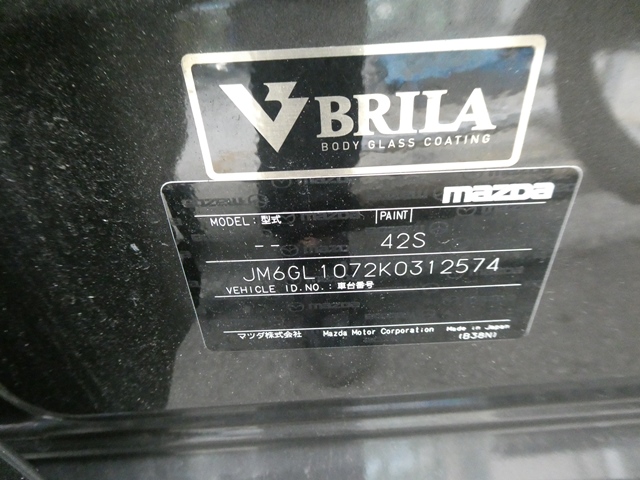 BRILA
BODY GLASS COATING
mazda
MODEL: 型式 PAINT
-- 42S
JM6GL1072K0312574
VEHICLE ID.NO.: 車台番号
マツダ株式会社 Mazda Motor Corporation Made in Japan
(B38N)